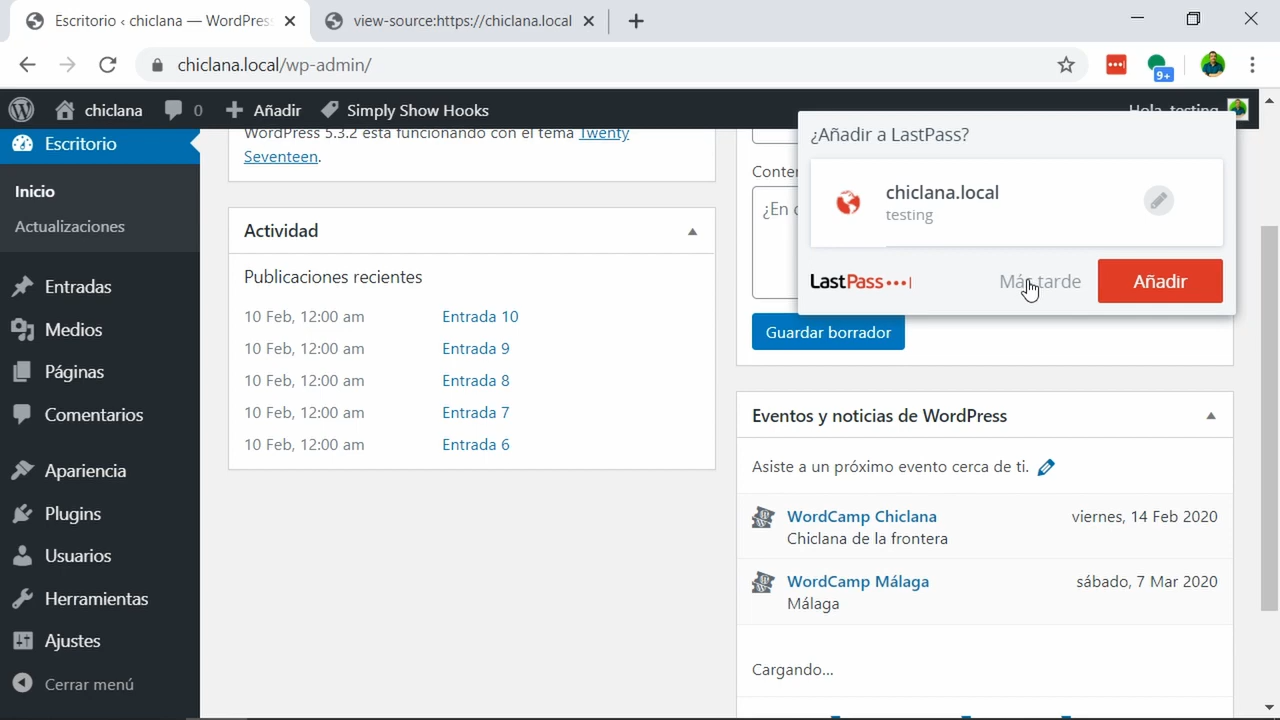 Escritorio ‹ chiclana — WordPress
view-source:https://chiclana.local
chiclana.local/wp-admin/
9+
chiclana
0
Añadir
Simply Show Hooks
Hola, testing
Escritorio
Inicio
Actualizaciones
Entradas
Medios
Páginas
Comentarios
Apariencia
Plugins
Usuarios
Herramientas
Ajustes
Cerrar menú
WordPress 5.3.2 está funcionando con el tema Twenty
Seventeen.
Actividad
Publicaciones recientes
10 Feb, 12:00 am Entrada 10
10 Feb, 12:00 am Entrada 9
10 Feb, 12:00 am Entrada 8
10 Feb, 12:00 am Entrada 7
10 Feb, 12:00 am Entrada 6
¿En
¿Añadir a LastPass?
chiclana.local
testing
LastPass
Más tarde
Añadir
Guardar borrador
Eventos y noticias de WordPress
Asiste a un próximo evento cerca de ti.
WordCamp Chiclana viernes, 14 Feb 2020
Chiclana de la frontera
WordCamp Málaga sábado, 7 Mar 2020
Málaga
Cargando...